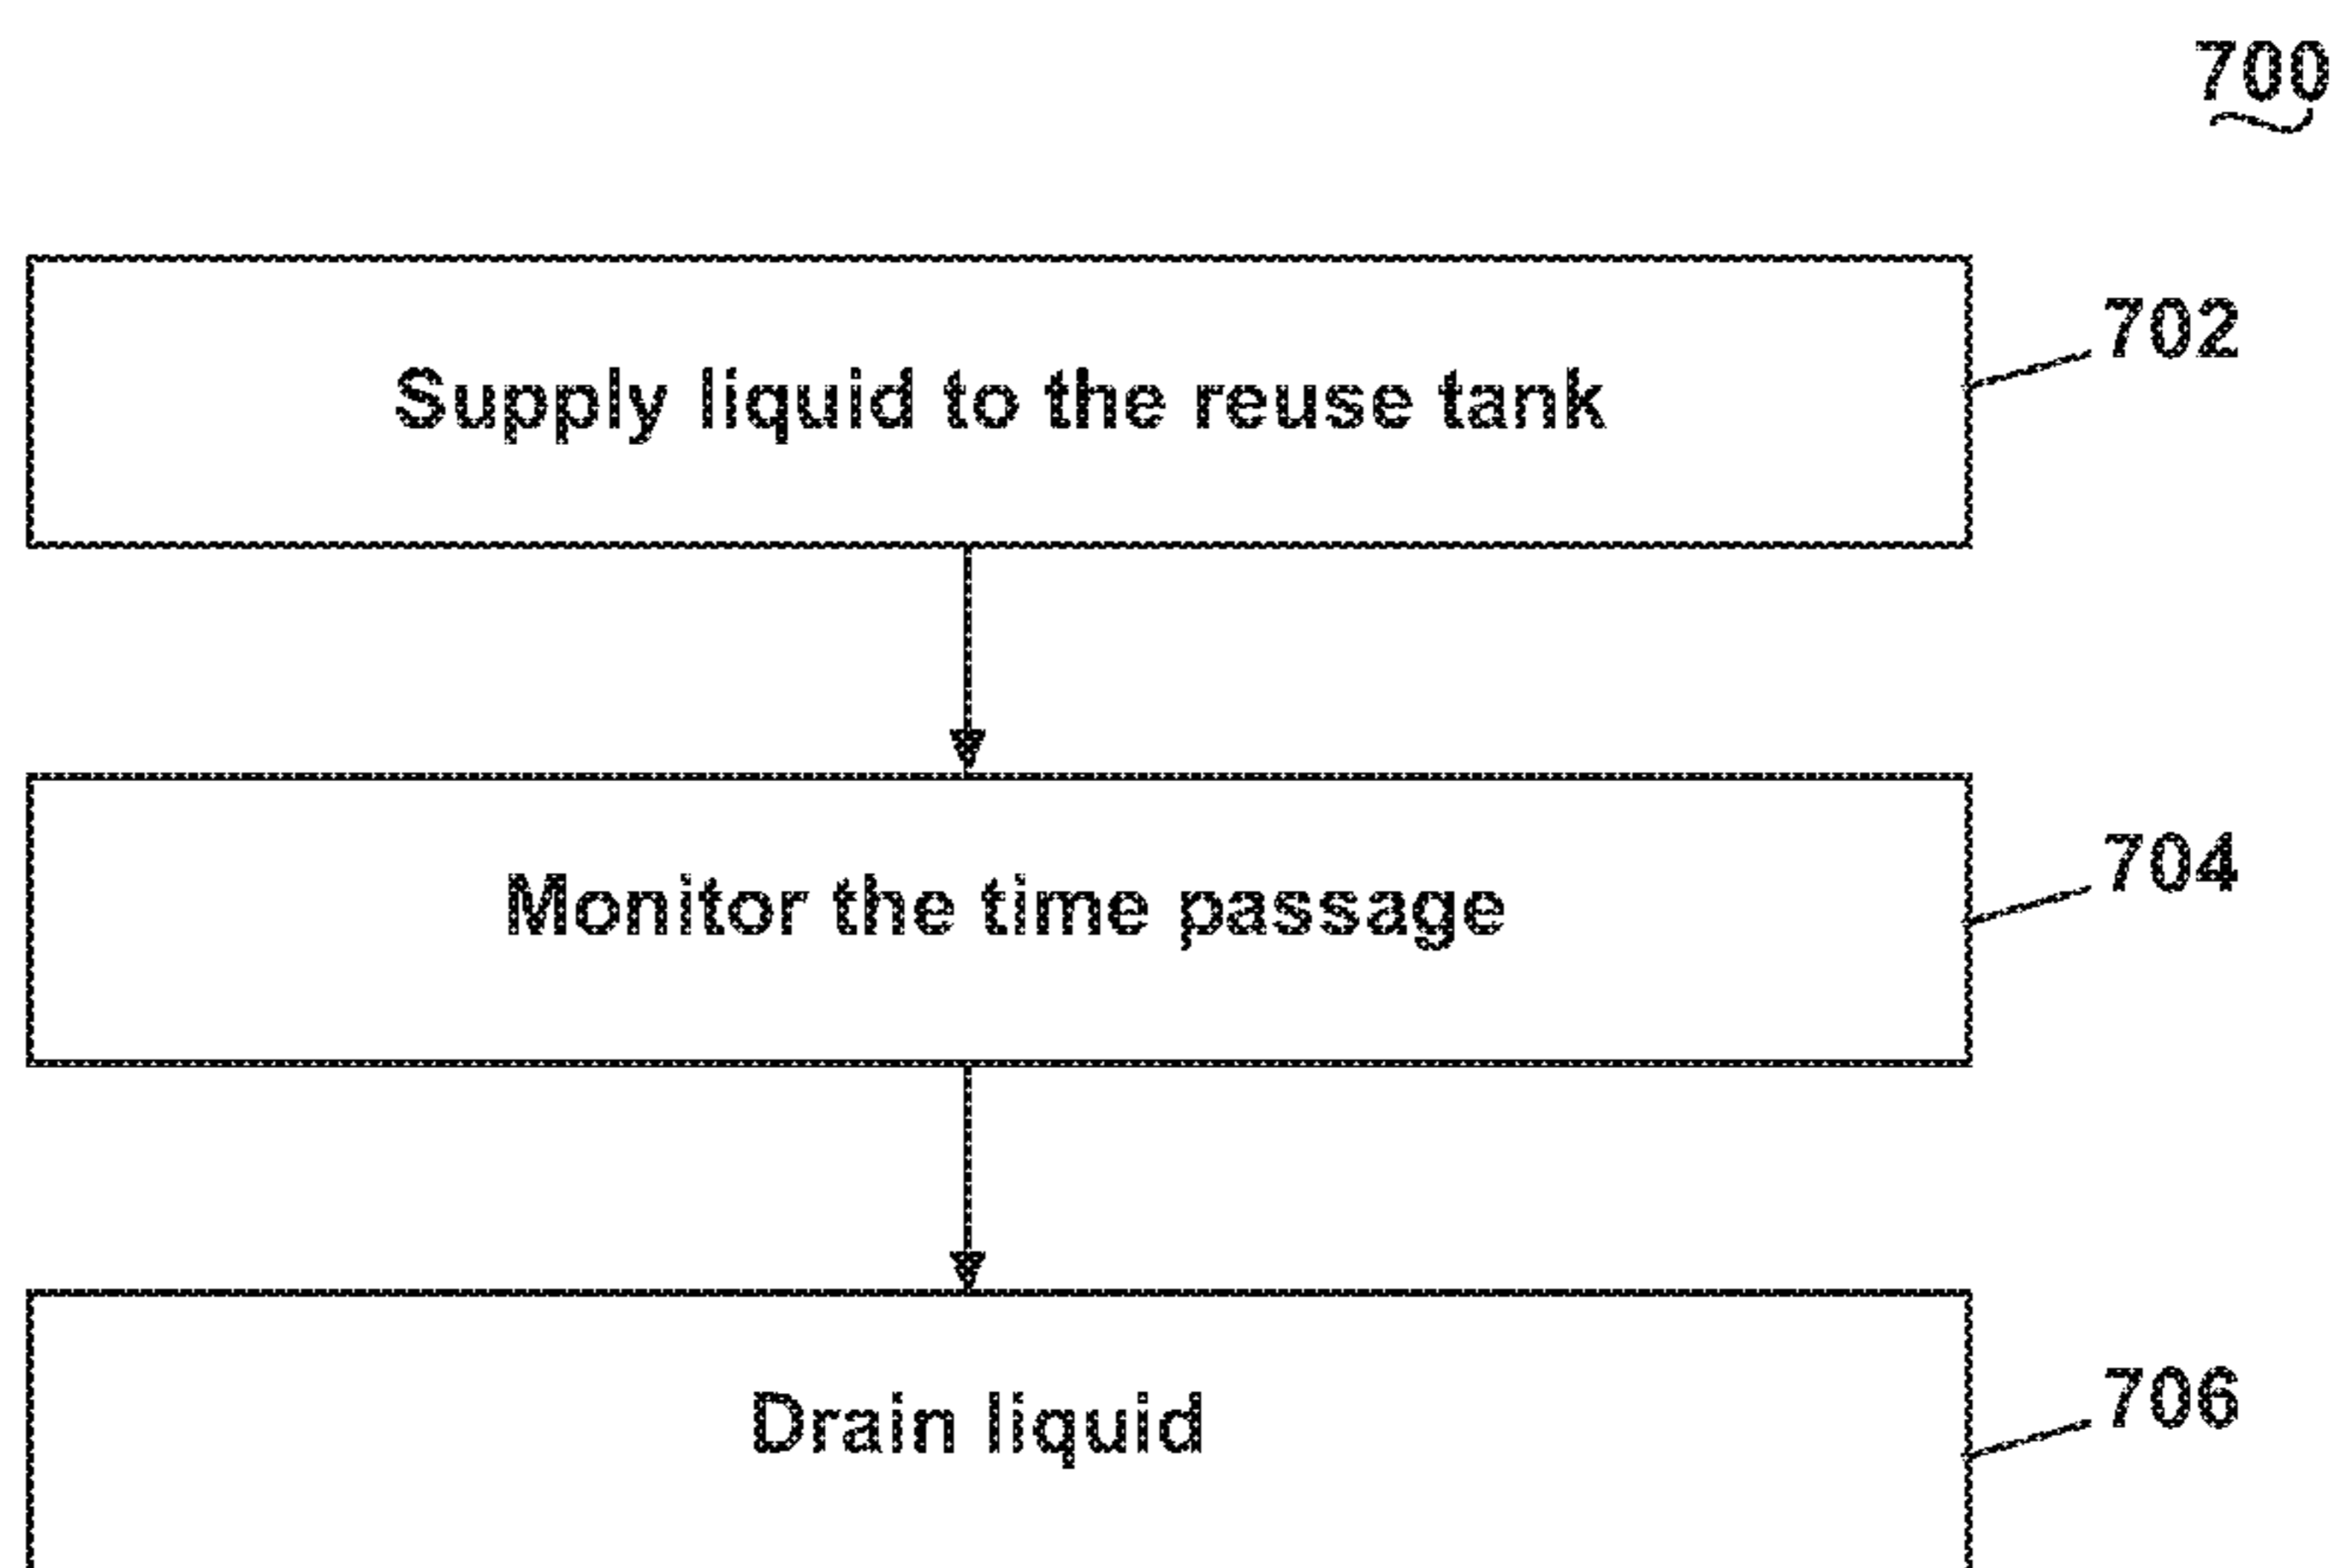 700
Supply liquid to the reuse tank
702
Monitor the time passage
704
Drain liquid
706